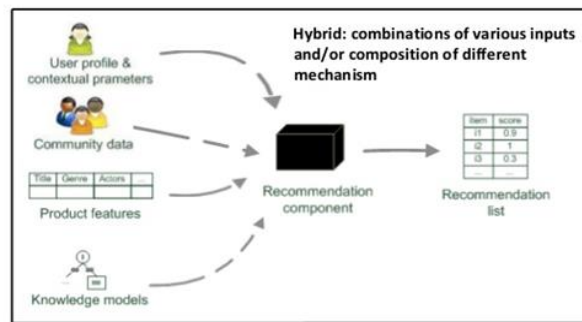 Hybrid: combinations of various inputs
and/or composition of different
mechanism
User profile &
contextual prameters
Community data
Title Genre Actors ...
Product features
Knowledge models
Recommendation
component
Item score
i1 0.9
i2 1
i3 0.3
... ...
Recommendation
list